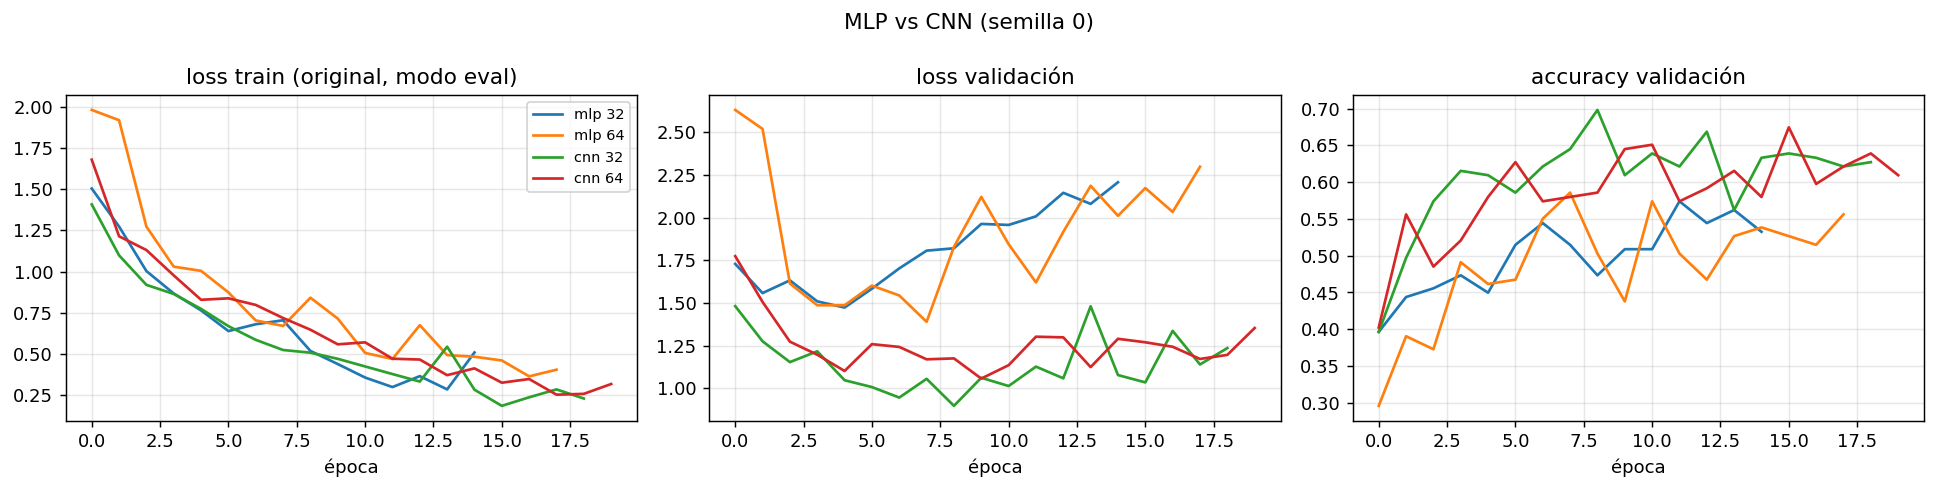 MLP vs CNN (semilla 0)
loss train (original, modo eval)
2.00
1.75
1.50
1.25
1.00
0.75
0.50
0.25
mlp 32
mlp 64
cnn 32
cnn 64
0.0 2.5 5.0 7.5 10.0 12.5 15.0 17.5
época
loss validación
2.50
2.25
2.00
1.75
1.50
1.25
1.00
0.0 2.5 5.0 7.5 10.0 12.5 15.0 17.5
época
accuracy validación
0.70
0.65
0.60
0.55
0.50
0.45
0.40
0.35
0.30
0.0 2.5 5.0 7.5 10.0 12.5 15.0 17.5
época